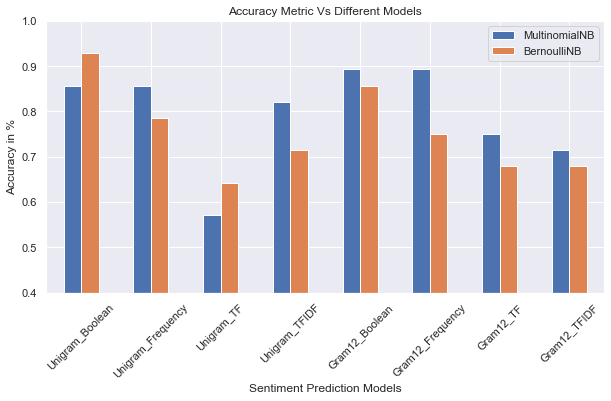 Accuracy Metric Vs Different Models
MultinomialNB
BernoulliNB
Accuracy in %
1.0
0.9
0.8
0.7
0.6
0.5
0.4
Unigram_Boolean
Unigram_Frequency
Unigram_TF
Unigram_TFIDF
Gram12_Boolean
Gram12_Frequency
Gram12_TF
Gram12_TFIDF
Sentiment Prediction Models